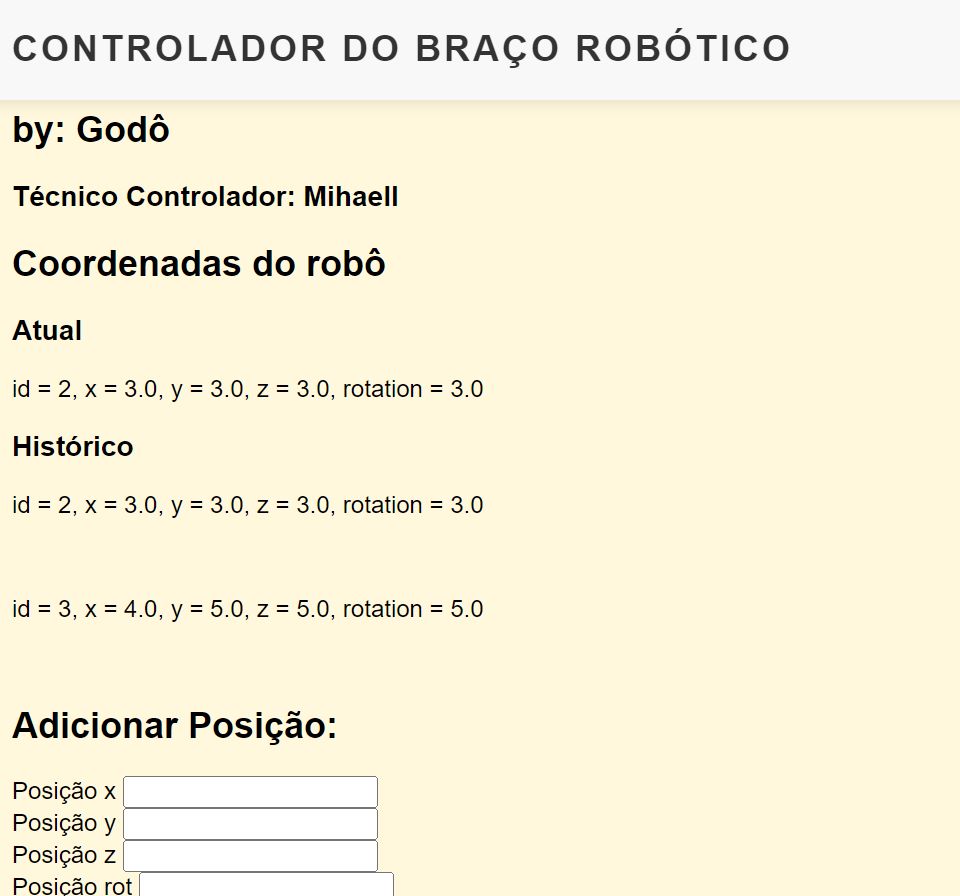 CONTROLADOR DO BRAÇO ROBÓTICO
by: Godô
Técnico Controlador: Mihaell
Coordenadas do robô
Atual
id = 2, x = 3.0, y = 3.0, z = 3.0, rotation = 3.0
Histórico
id = 2, x = 3.0, y = 3.0, z = 3.0, rotation = 3.0
id = 3, x = 4.0, y = 5.0, z = 5.0, rotation = 5.0
Adicionar Posição:
Posição x
Posição y
Posição z
Posição rot